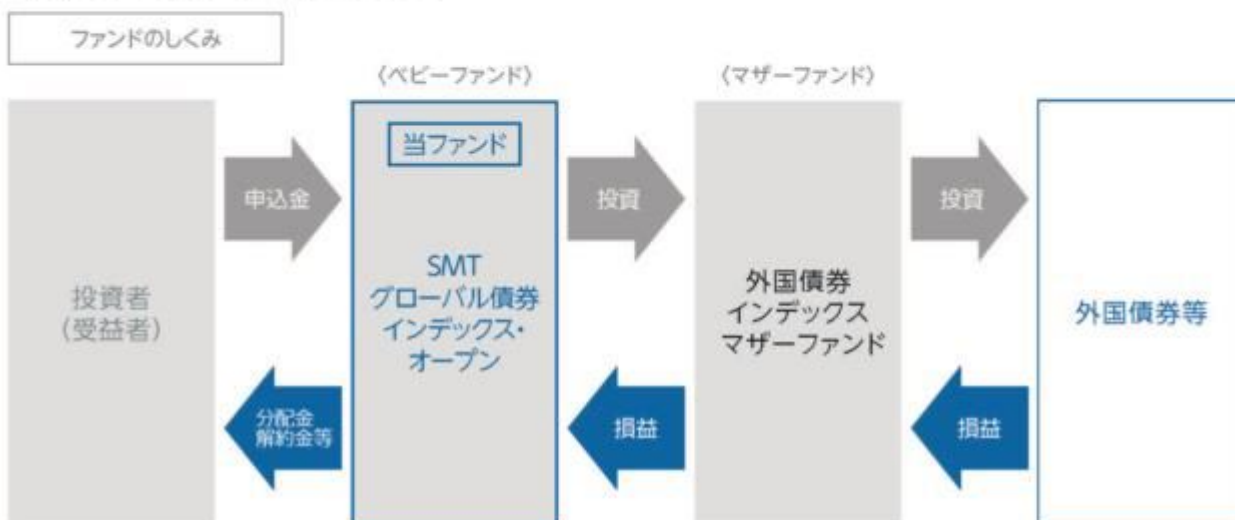 ファンドのしくみ
〈ベビーファンド〉
〈マザーファンド〉
投資者
(受益者)
申込金
分配金
解約金等
当ファンド
SMT
グローバル債券
インデックス・
オープン
投資
損益
外国債券
インデックス
マザーファンド
投資
損益
外国債券等